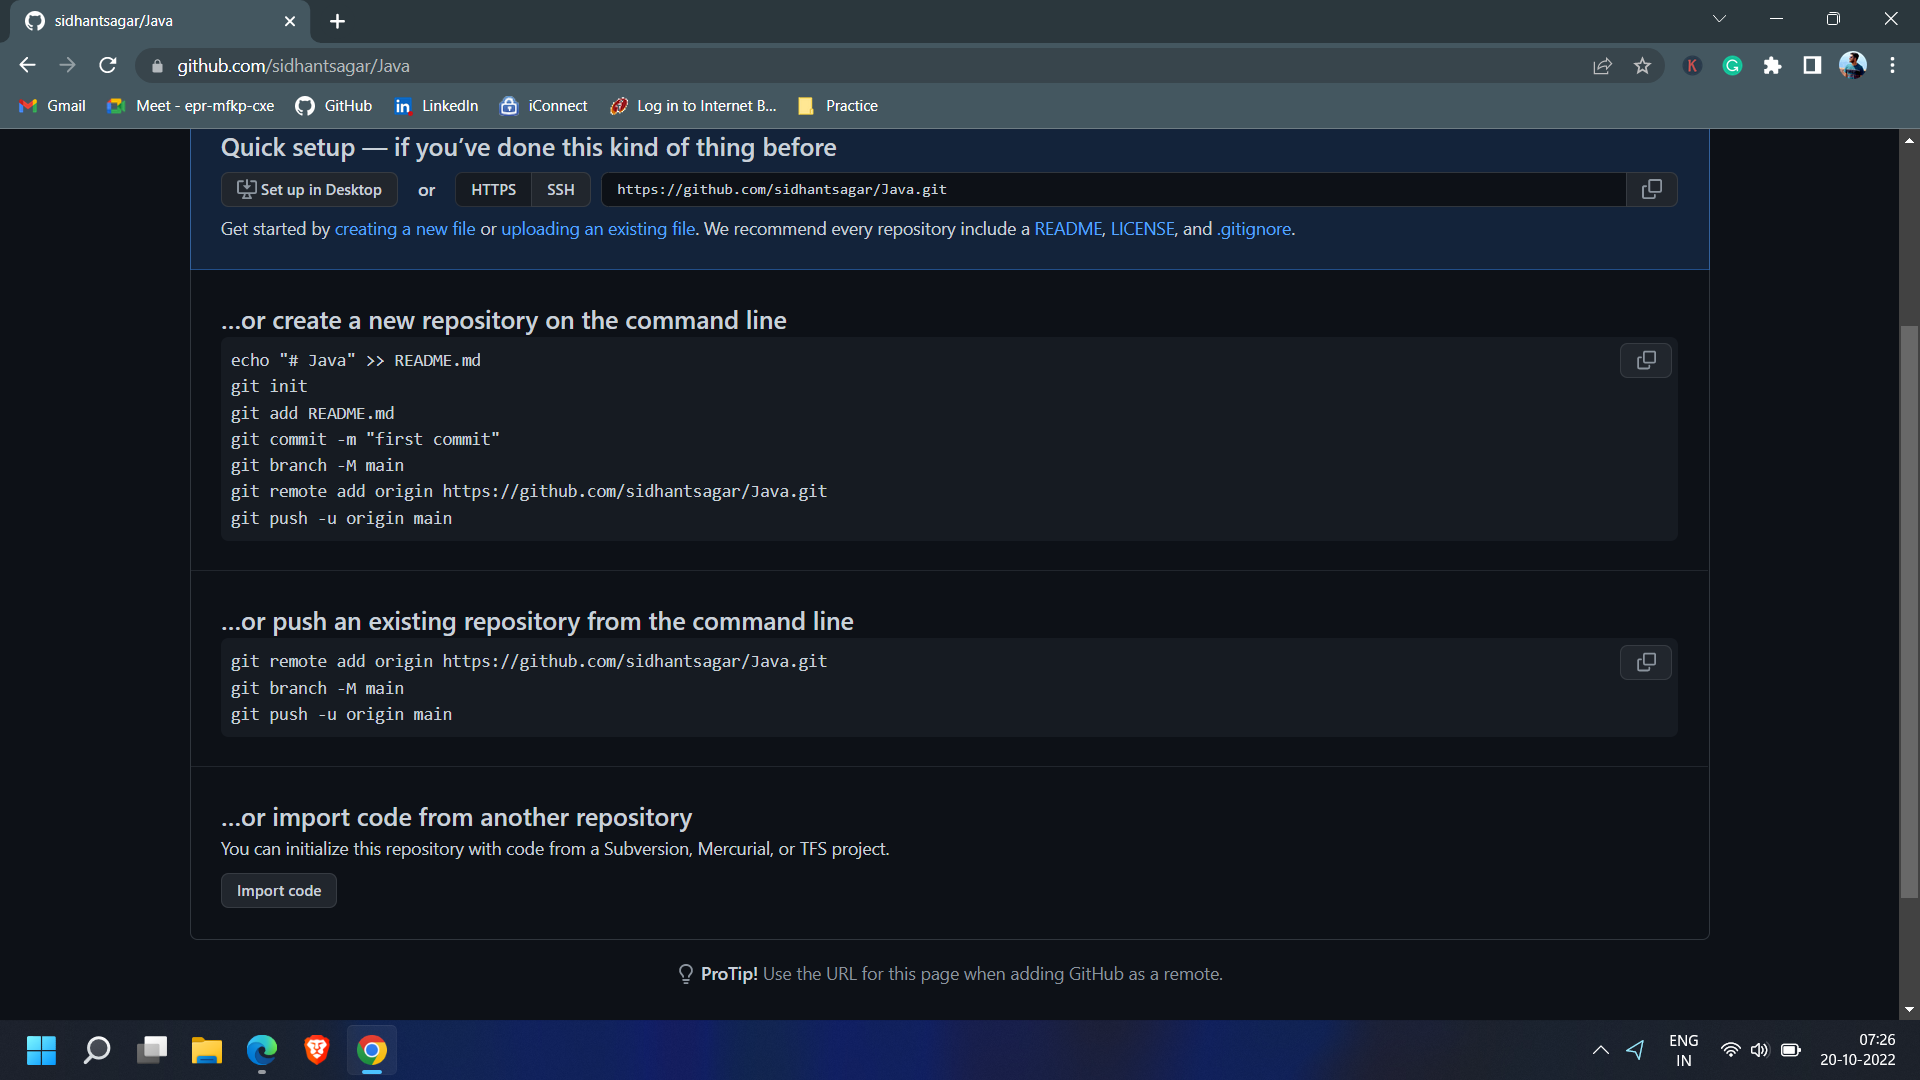 sidhantsagar/Java
github.com/sidhantsagar/Java
Gmail
Meet - epr-mfkp-cxe
GitHub
LinkedIn
iConnect
Log in to Internet B...
Practice
Quick setup — if you’ve done this kind of thing before
Set up in Desktop or HTTPS SSH https://github.com/sidhantsagar/Java.git
Get started by creating a new file or uploading an existing file. We recommend every repository include a README, LICENSE, and .gitignore.
…or create a new repository on the command line
echo "# Java" >> README.md
git init
git add README.md
git commit -m "first commit"
git branch -M main
git remote add origin https://github.com/sidhantsagar/Java.git
git push -u origin main
…or push an existing repository from the command line
git remote add origin https://github.com/sidhantsagar/Java.git
git branch -M main
git push -u origin main
…or import code from another repository
You can initialize this repository with code from a Subversion, Mercurial, or TFS project.
Import code
ProTip! Use the URL for this page when adding GitHub as a remote.
ENG
IN
07:26
20-10-2022